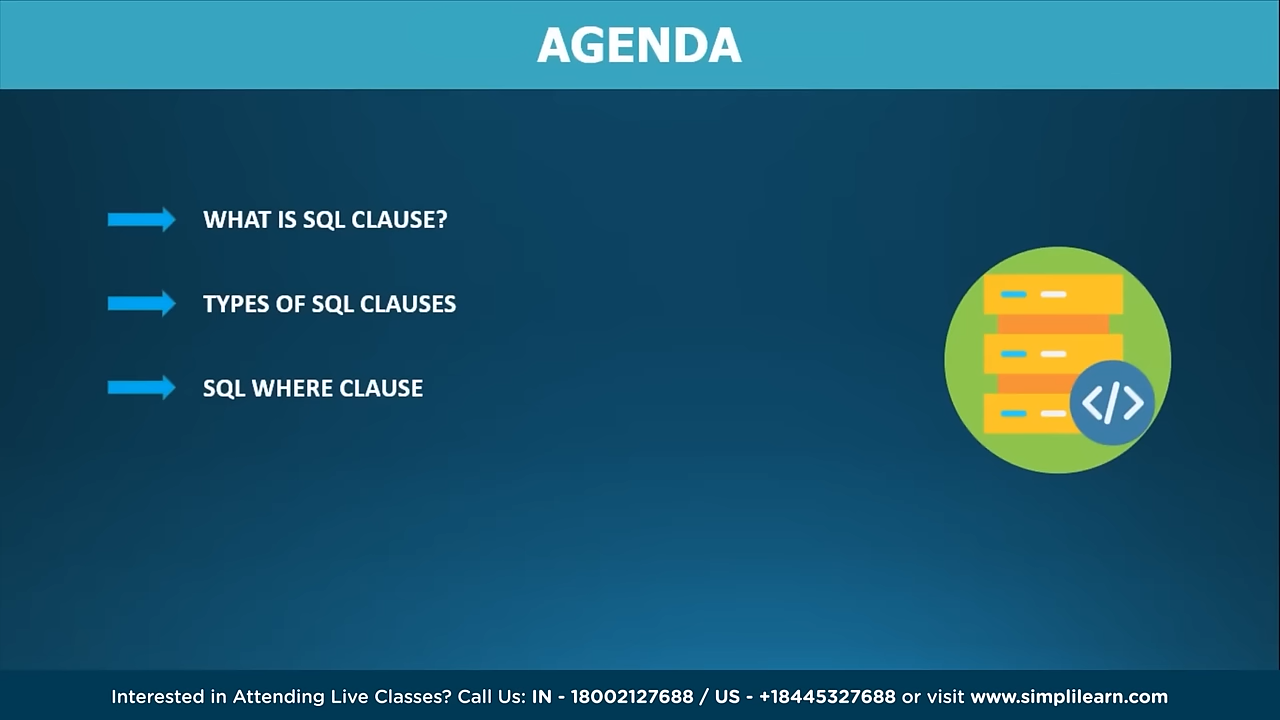 AGENDA
WHAT IS SQL CLAUSE?
TYPES OF SQL CLAUSES
SQL WHERE CLAUSE
</>
Interested in Attending Live Classes? Call Us: IN - 18002127688 / US - +18445327688 or visit www.simplilearn.com